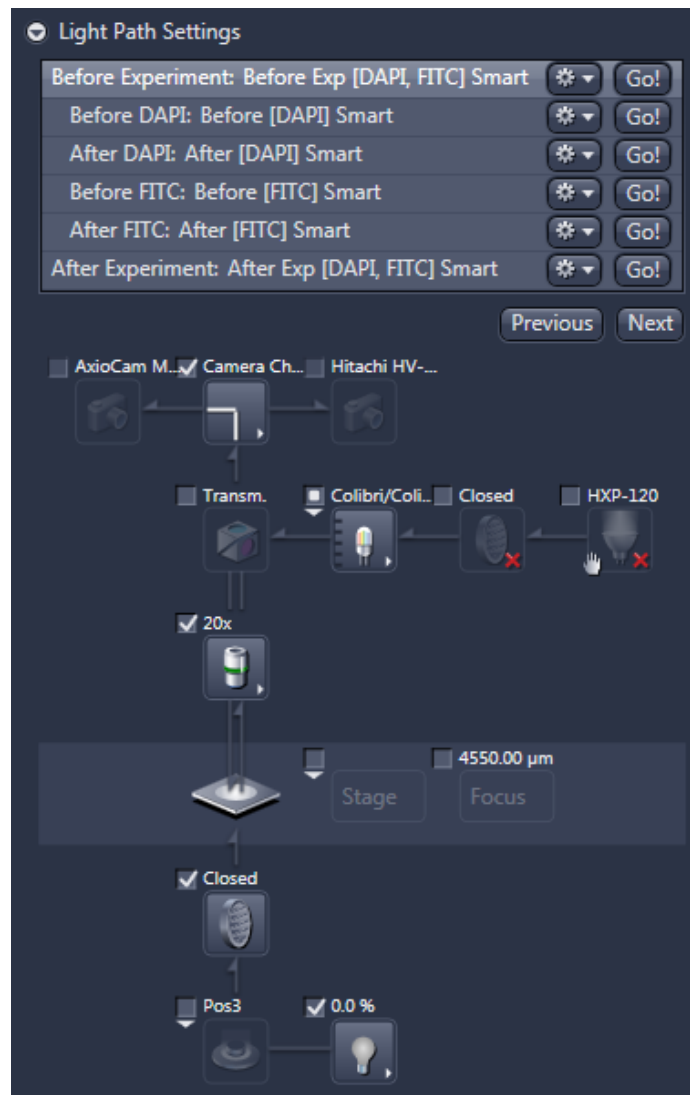 Light Path Settings
Before Experiment: Before Exp [DAPI, FITC] Smart Go!
Before DAPI: Before [DAPI] Smart Go!
After DAPI: After [DAPI] Smart Go!
Before FITC: Before [FITC] Smart Go!
After FITC: After [FITC] Smart Go!
After Experiment: After Exp [DAPI, FITC] Smart Go!
Previous Next
AxioCam M... Camera Ch... Hitachi HV-...
Transm. Colibri/Coli... Closed HXP-120
20x
4550.00 µm
Stage Focus
Closed
Pos3 0.0 %